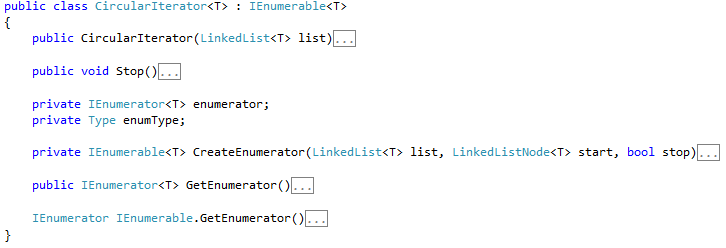 public class CircularIterator<T> : IEnumerable<T>
{
public CircularIterator(LinkedList<T> list)...
public void Stop()...
private IEnumerator<T> enumerator;
private Type enumType;
private IEnumerable<T> CreateEnumerator(LinkedList<T> list, LinkedListNode<T> start, bool stop)...
public IEnumerator<T> GetEnumerator()...
IEnumerator IEnumerable.GetEnumerator()...
}